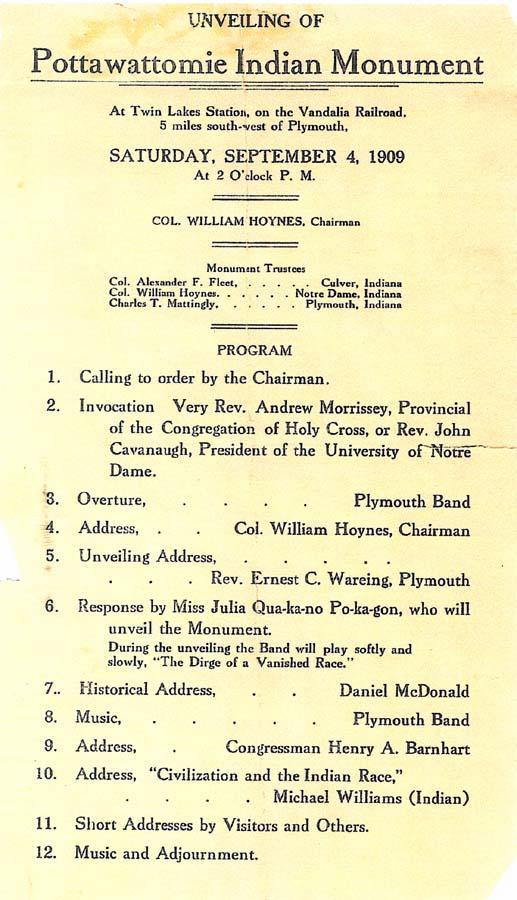 UNVEILING OF
Pottawattomie Indian Monument
At Twin Lakes Station, on the Vandalia Railroad,
5 miles south-west of Plymouth,
SATURDAY, SEPTEMBER 4, 1909
At 2 O'clock P. M.
COL. WILLIAM HOYNES, Chairman
Monument Trustees
Col. Alexander F. Fleet, . . . . . Culver, Indiana
Col. William Hoynes. . . . . . Notre Dame, Indiana
Charles T. Mattingly. . . . . . Plymouth, Indiana
PROGRAM
1. Calling to order by the Chairman.
2. Invocation Very Rev. Andrew Morrissey, Provincial
of the Congregation of Holy Cross, or Rev. John
Cavanaugh, President of the University of Notre
Dame.
3. Overture, . . . . Plymouth Band
4. Address, . . Col. William Hoynes, Chairman
5. Unveiling Address, . . . . .
. . . Rev. Ernest C. Wareing, Plymouth
6. Response by Miss Julia Qua-ka-no Po-ka-gon, who will
unveil the Monument.
During the unveiling the Band will play softly and
slowly, "The Dirge of a Vanished Race."
7.. Historical Address, . . Daniel McDonald
8. Music, . . . . . Plymouth Band
9. Address, . Congressman Henry A. Barnhart
10. Address, "Civilization and the Indian Race,"
. . . . Michael Williams (Indian)
11. Short Addresses by Visitors and Others.
12. Music and Adjournment.